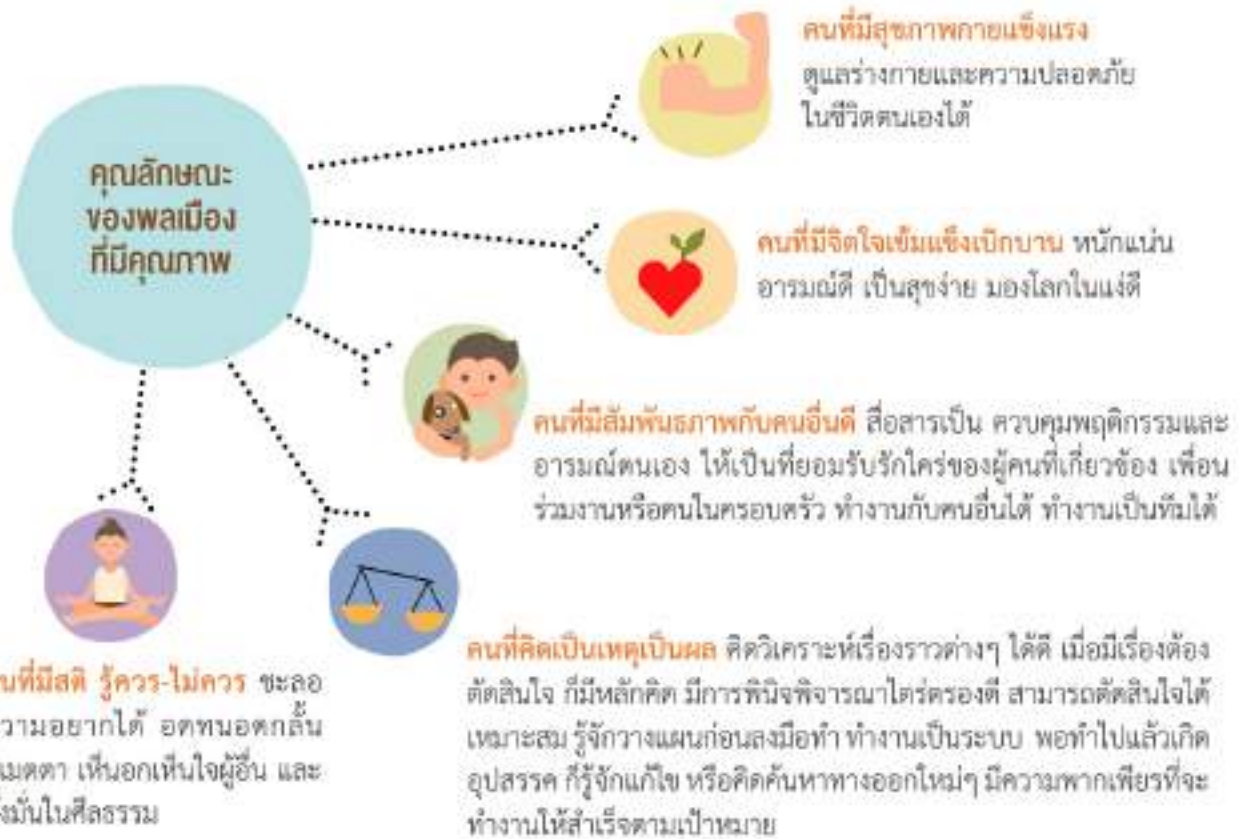 คุณลักษณะ
ของพลเมือง
ที่มีคุณภาพ
คนที่มีสุขภาพกายแข็งแรง
ดูแลร่างกายและความปลอดภัย
ในชีวิตตนเองได้
คนที่มีจิตใจเข้มแข็งเบิกบาน หนักแน่น
อารมณ์ดี เป็นสุขง่าย มองโลกในแง่ดี
คนที่มีสัมพันธภาพกับคนอื่นดี สื่อสารเป็น ควบคุมพฤติกรรมและ
อารมณ์ตนเอง ให้เป็นที่ยอมรับรักใคร่ของผู้คนที่เกี่ยวข้อง เพื่อน
ร่วมงานหรือคนในครอบครัว ทำงานกับคนอื่นได้ ทำงานเป็นทีมได้
คนที่คิดเป็นเหตุเป็นผล คิดวิเคราะห์เรื่องราวต่างๆ ได้ดี เมื่อมีเรื่องต้อง
ตัดสินใจ ก็มีหลักคิด มีการพินิจพิจารณาไตร่ตรองดี สามารถตัดสินใจได้
เหมาะสม รู้จักวางแผนก่อนลงมือทำ ทำงานเป็นระบบ พอทำไปแล้วเกิด
อุปสรรค ก็รู้จักแก้ไข หรือคิดค้นหาทางออกใหม่ๆ มีความพากเพียรที่จะ
ทำงานให้สำเร็จตามเป้าหมาย
นที่มีสติ รู้ควร-ไม่ควร ชะลอ
วามอยากได้ อดทนอดกลั้น
เมตตา เห็นอกเห็นใจผู้อื่น และ
ั้งมั่นในศีลธรรม